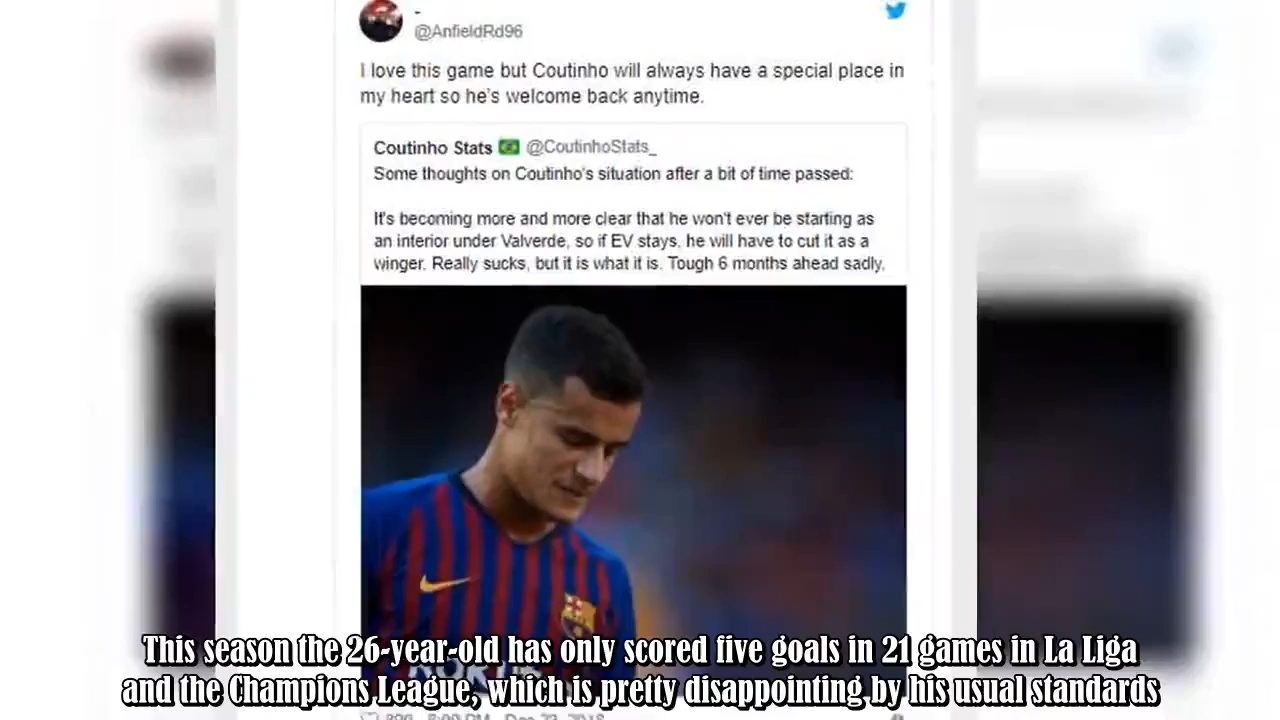 -
@AnfieldRd96
I love this game but Coutinho will always have a special place in
my heart so he's welcome back anytime.
Coutinho Stats @CoutinhoStats_
Some thoughts on Coutinho's situation after a bit of time passed:
It's becoming more and more clear that he won't ever be starting as
an interior under Valverde, so if EV stays, he will have to cut it as a
winger. Really sucks, but it is what it is. Tough 6 months ahead sadly.
This season the 26-year-old has only scored five goals in 21 games in La Liga
and the Champions League, which is pretty disappointing by his usual standards